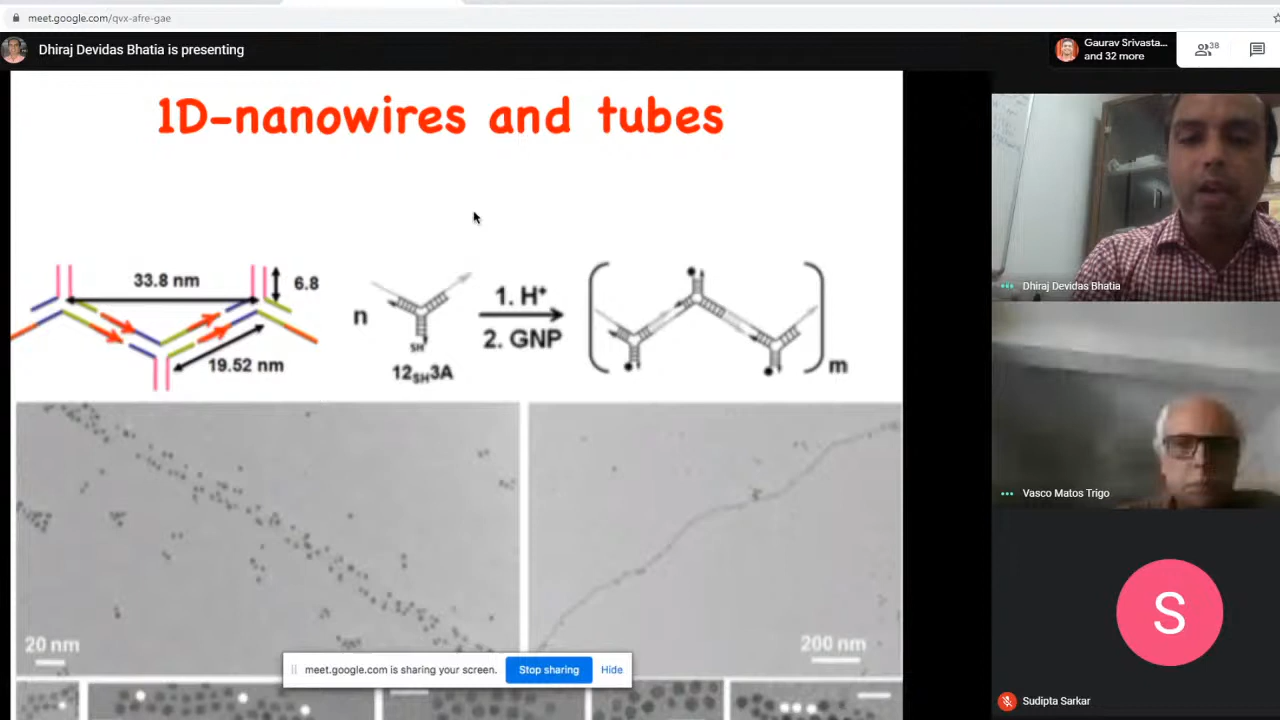 meet.google.com/qvx-afre-gae
Dhiraj Devidas Bhatia is presenting
Gaurav Srivasta...
and 32 more
38
1D-nanowires and tubes
33.8 nm
6.8
19.52 nm
n
SH
12SH3A
1. H+
2. GNP
m
20 nm
200 nm
meet.google.com is sharing your screen.
Stop sharing
Hide
Dhiraj Devidas Bhatia
Vasco Matos Trigo
S
Sudipta Sarkar